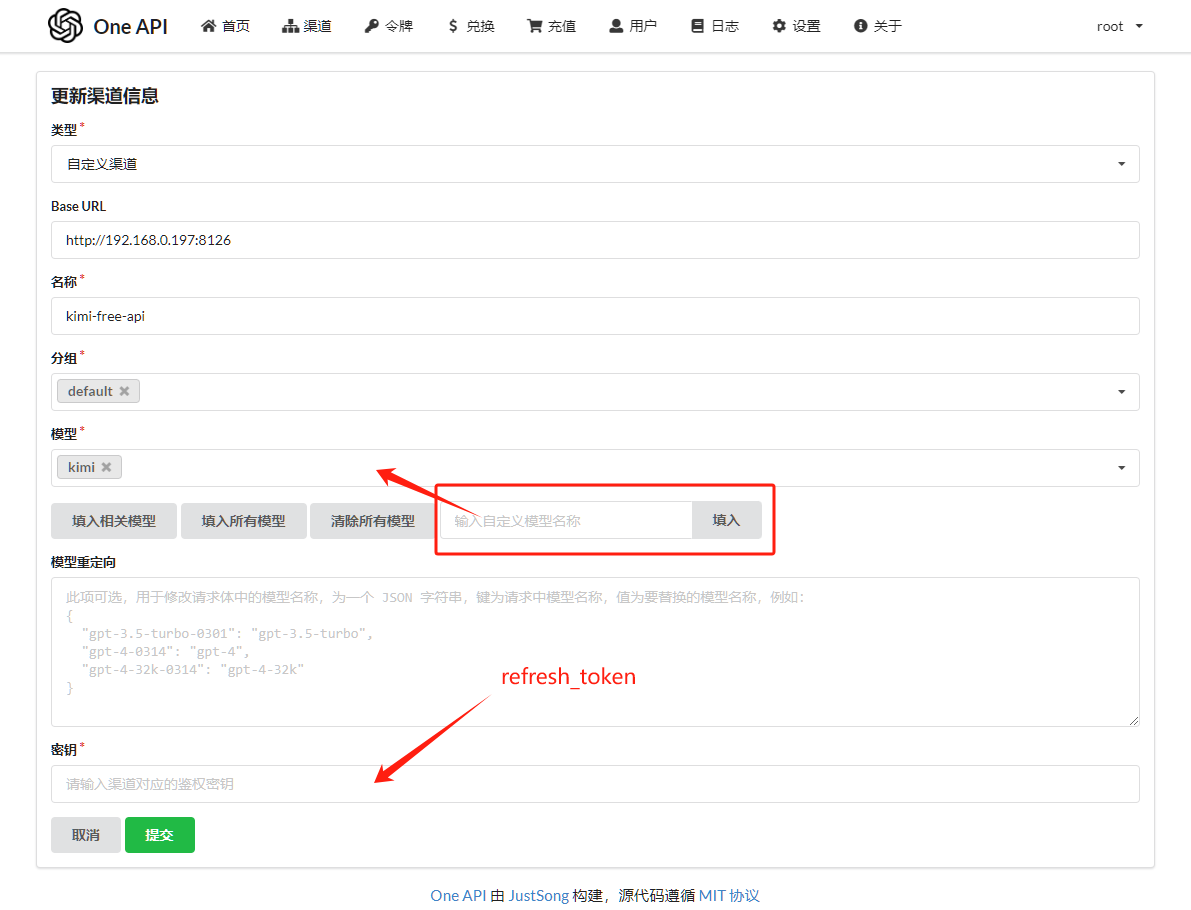 One API 首页 渠道 令牌 兑换 充值 用户 日志 设置 关于 root
更新渠道信息
类型*
自定义渠道
Base URL
http://192.168.0.197:8126
名称*
kimi-free-api
分组*
default
模型*
kimi
填入相关模型 填入所有模型 清除所有模型 输入自定义模型名称 填入
模型重定向
此项可选，用于修改请求体中的模型名称，为一个 JSON 字符串，键为请求中模型名称，值为要替换的模型名称，例如：
{
"gpt-3.5-turbo-0301": "gpt-3.5-turbo",
"gpt-4-0314": "gpt-4",
"gpt-4-32k-0314": "gpt-4-32k"
}
refresh_token
密钥*
请输入渠道对应的鉴权密钥
取消 提交
One API 由 JustSong 构建，源代码遵循 MIT 协议